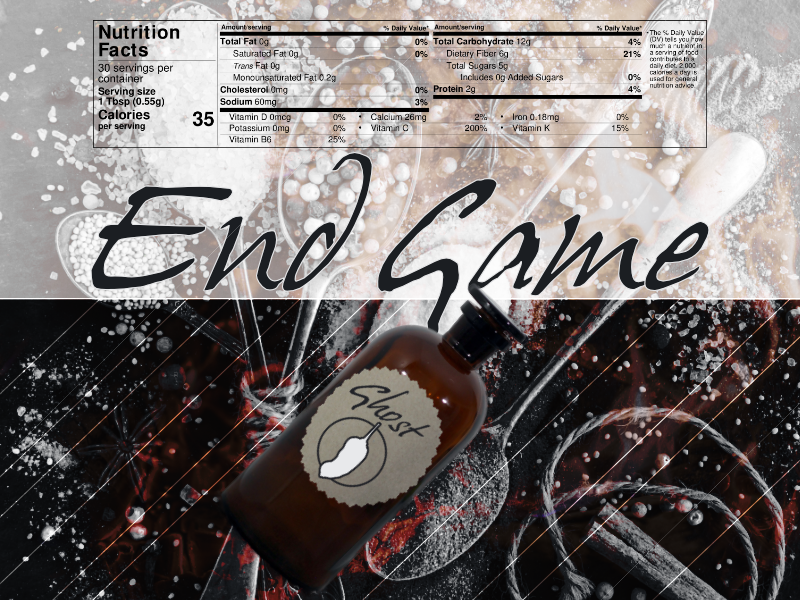 Nutrition
Facts
30 servings per
container
Serving size
1 Tbsp (0.55g)
Calories 35
per serving
Amount/serving % Daily Value*
Total Fat 0g 0%
Saturated Fat 0g 0%
Trans Fat 0g
Monounsatturated Fat 0.2g
Cholesterol 0mg 0%
Sodium 60mg 3%
Amount/serving % Daily Value*
Total Carbohydrate 12g 4%
Dietary Fiber 6g 21%
Total Sugars 5g
Includes 0g Added Sugars 0%
Protein 2g 4%
Vitamin D 0mcg 0% • Calcium 26mg 2% • Iron 0.18mg 0%
Potassium 0mg 0% • Vitamin C 200% • Vitamin K 15%
Vitamin B6 25%
*The % Daily Value
(DV) tells you how
much a nutrient in
a serving of food
contributes to a
daily diet. 2,000
calories a day is
used for general
nutrition advice.
End Game
Ghost